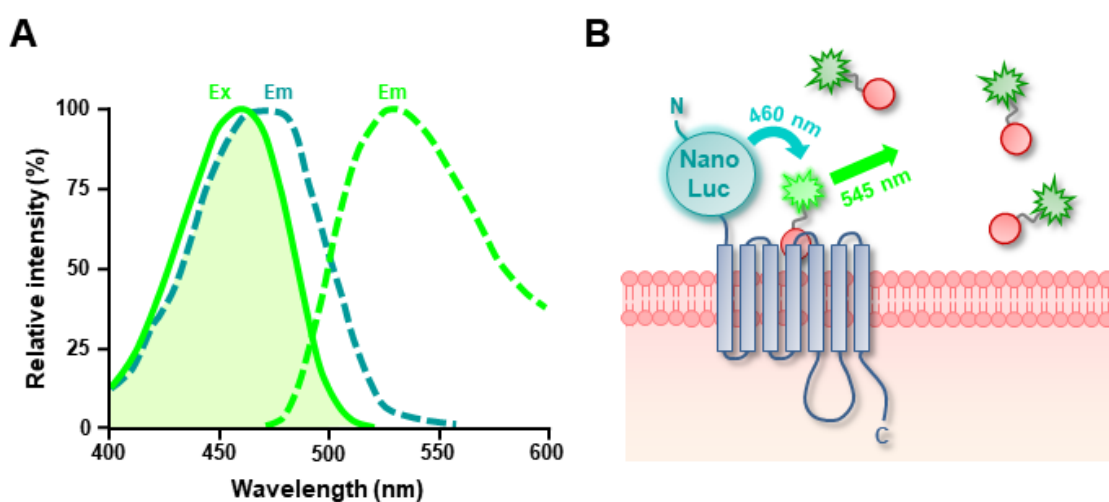 A
Ex
Em
Em
100
75
50
25
0
Relative intensity (%)
400
450
500
550
600
Wavelength (nm)
B
N
Nano
Luc
460 nm
545 nm
C